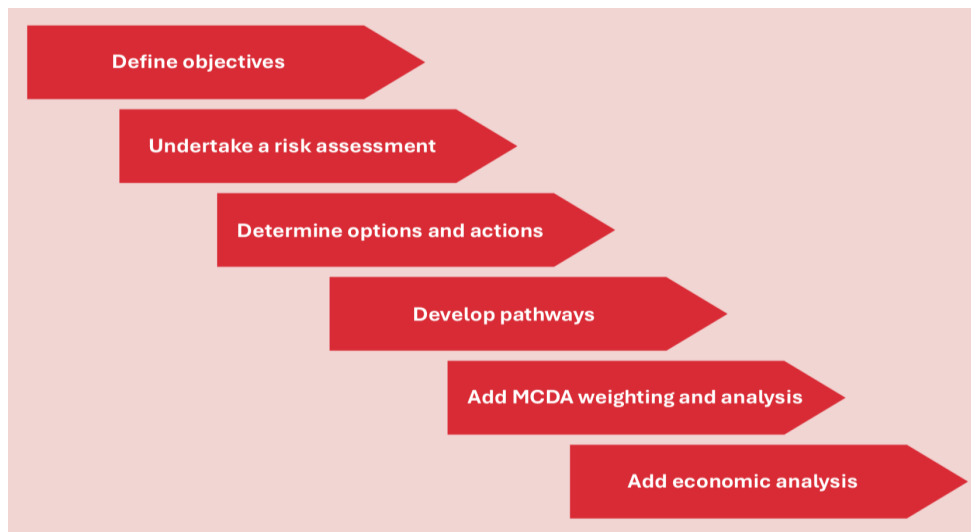 Define objectives
Undertake a risk assessment
Determine options and actions
Develop pathways
Add MCDA weighting and analysis
Add economic analysis